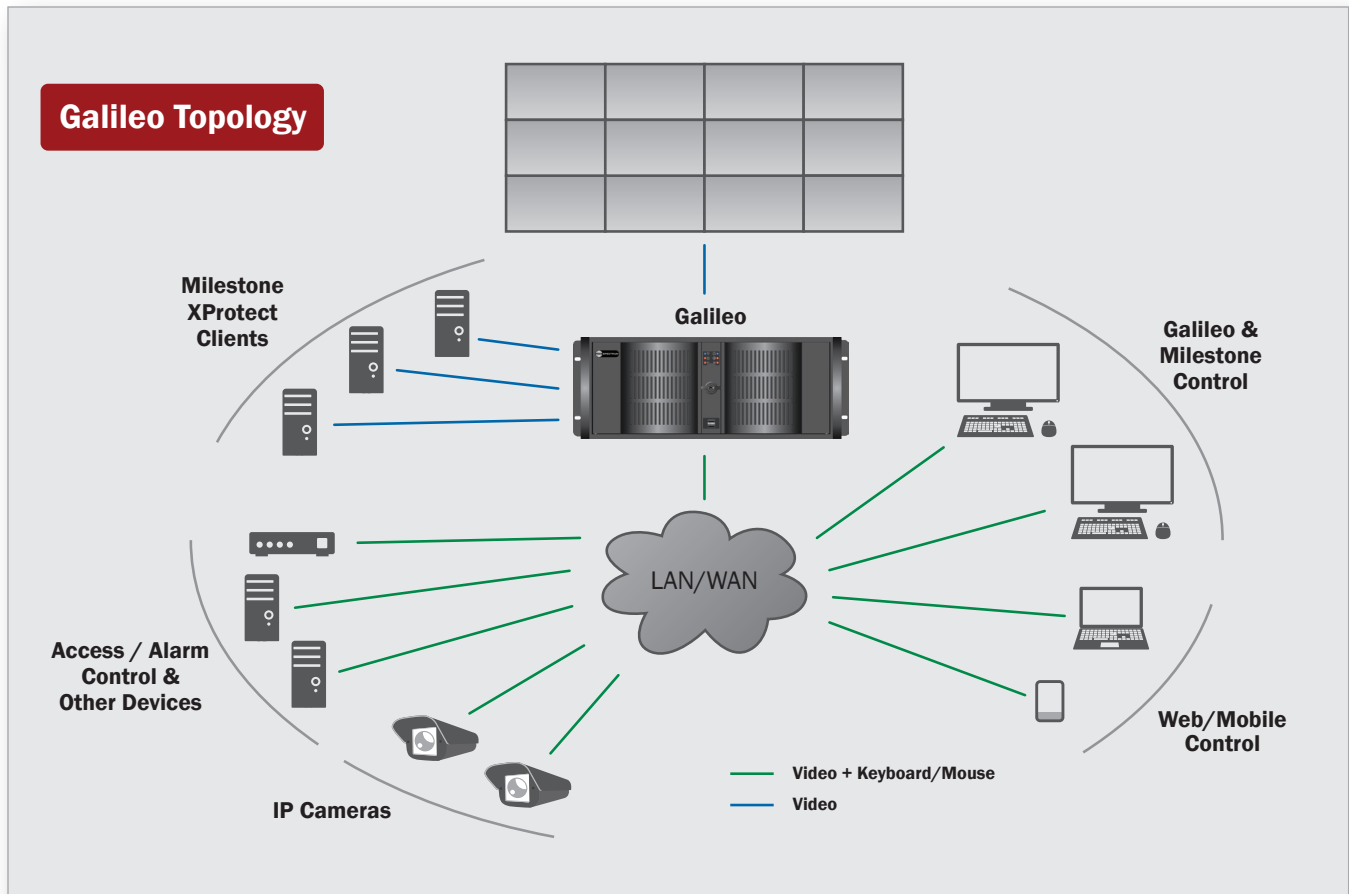 Galileo Topology
Milestone
XProtect
Clients
Galileo
Galileo &
Milestone
Control
LAN/WAN
Access / Alarm
Control &
Other Devices
Web/Mobile
Control
IP Cameras
Video + Keyboard/Mouse
Video